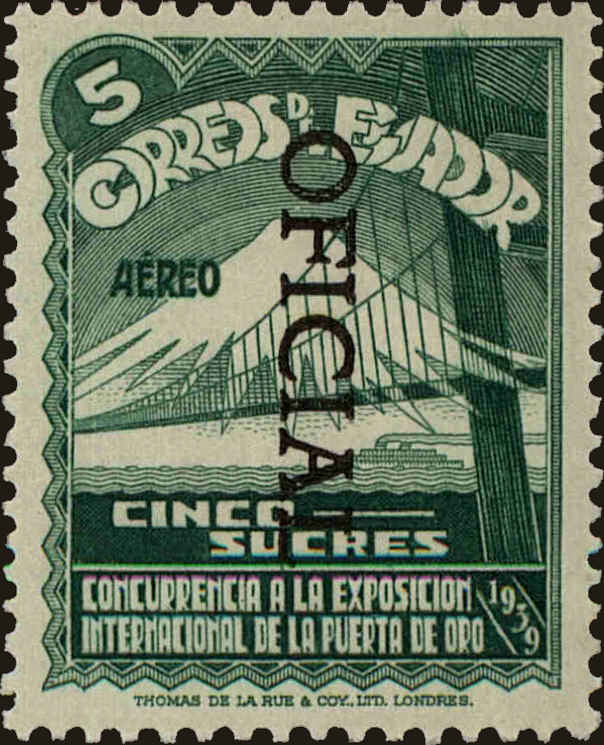 5
CORREOS DEL ECUADOR
OFICIAL
AÉREO
CINCO
SUCRES
CONCURRENCIA A LA EXPOSICION
INTERNACIONAL DE LA PUERTA DE ORO
1939
THOMAS DE LA RUE & COY., LTD. LONDRES.